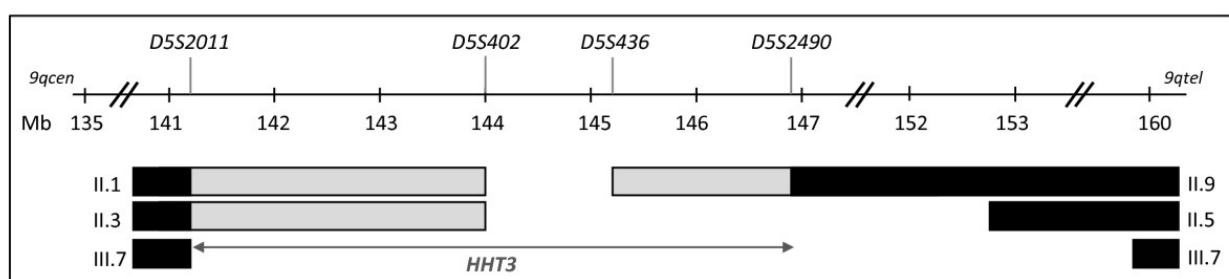 D5S2011 D5S402 D5S436 D5S2490
9qcen 9qtel
Mb 135 141 142 143 144 145 146 147 152 153 160
II.1 II.9
II.3 II.5
III.7 HHT3 III.7